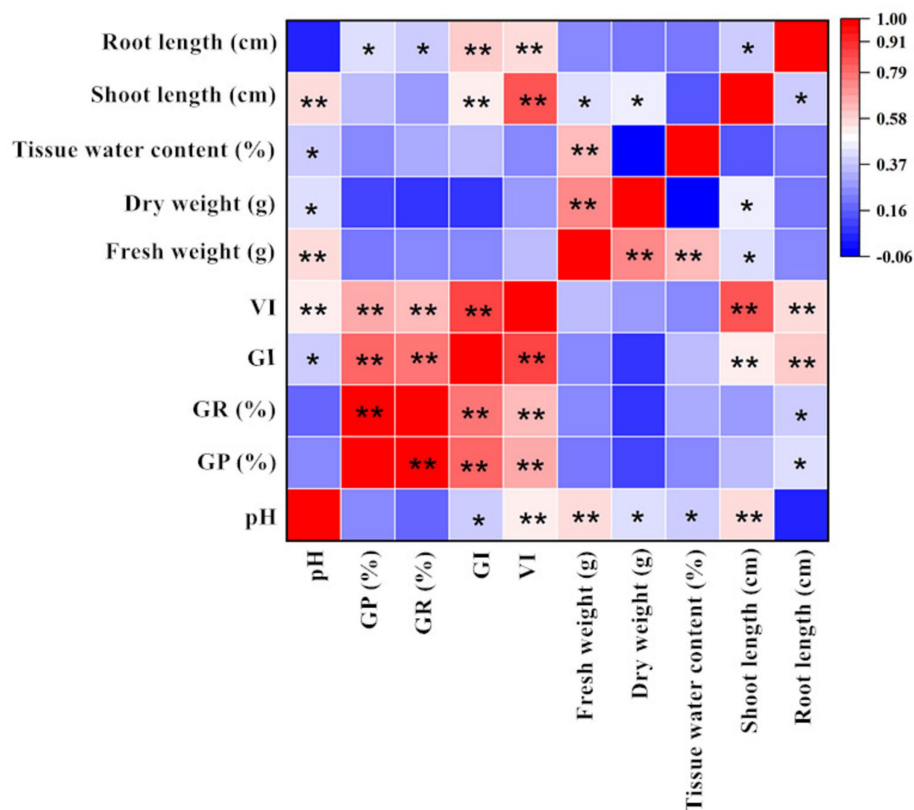 Root length (cm) * * ** ** *
Shoot length (cm) ** ** ** * * *
Tissue water content (%) * **
Dry weight (g) * ** *
Fresh weight (g) ** ** ** *
VI ** ** ** ** ** **
GI * ** ** ** ** **
GR (%) ** ** ** *
GP (%) ** ** ** *
pH * ** ** * * **
pH
GP (%)
GR (%)
GI
VI
Fresh weight (g)
Dry weight (g)
Tissue water content (%)
Shoot length (cm)
Root length (cm)
1.00
0.91
0.79
0.58
0.37
0.16
-0.06